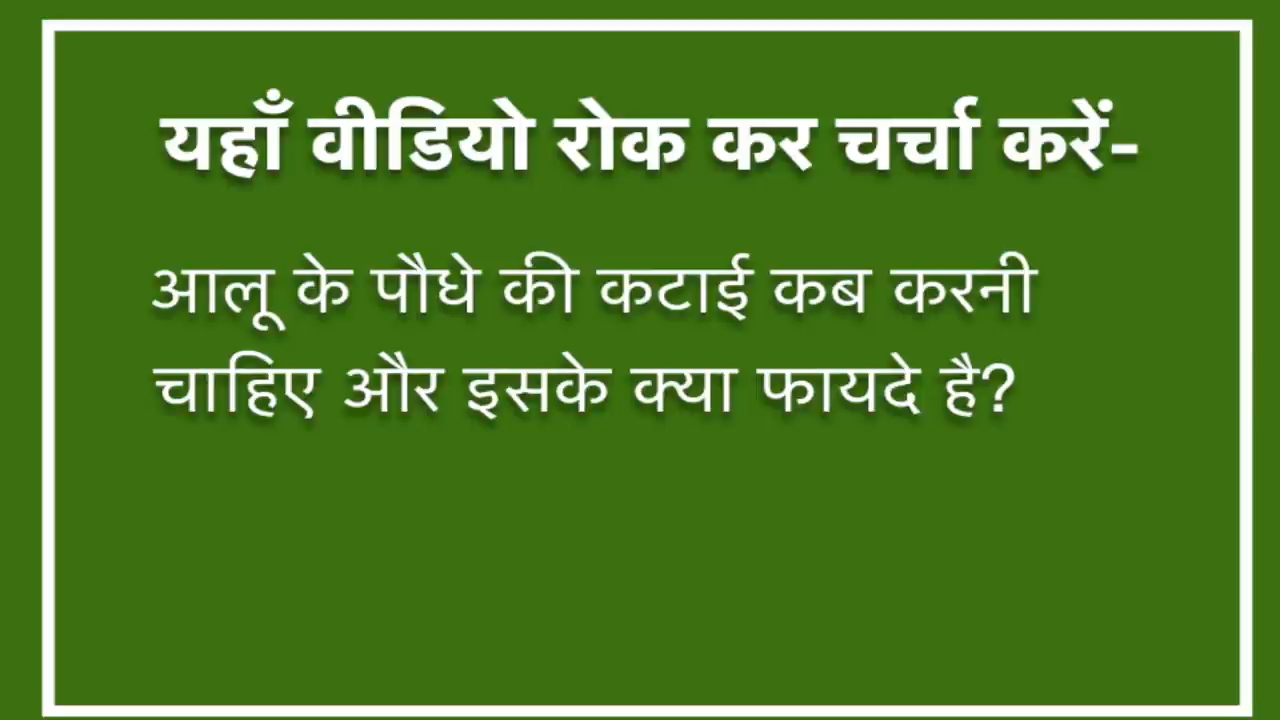 यहाँ वीडियो रोक कर चर्चा करें-
आलू के पौधे की कटाई कब करनी
चाहिए और इसके क्या फायदे है?